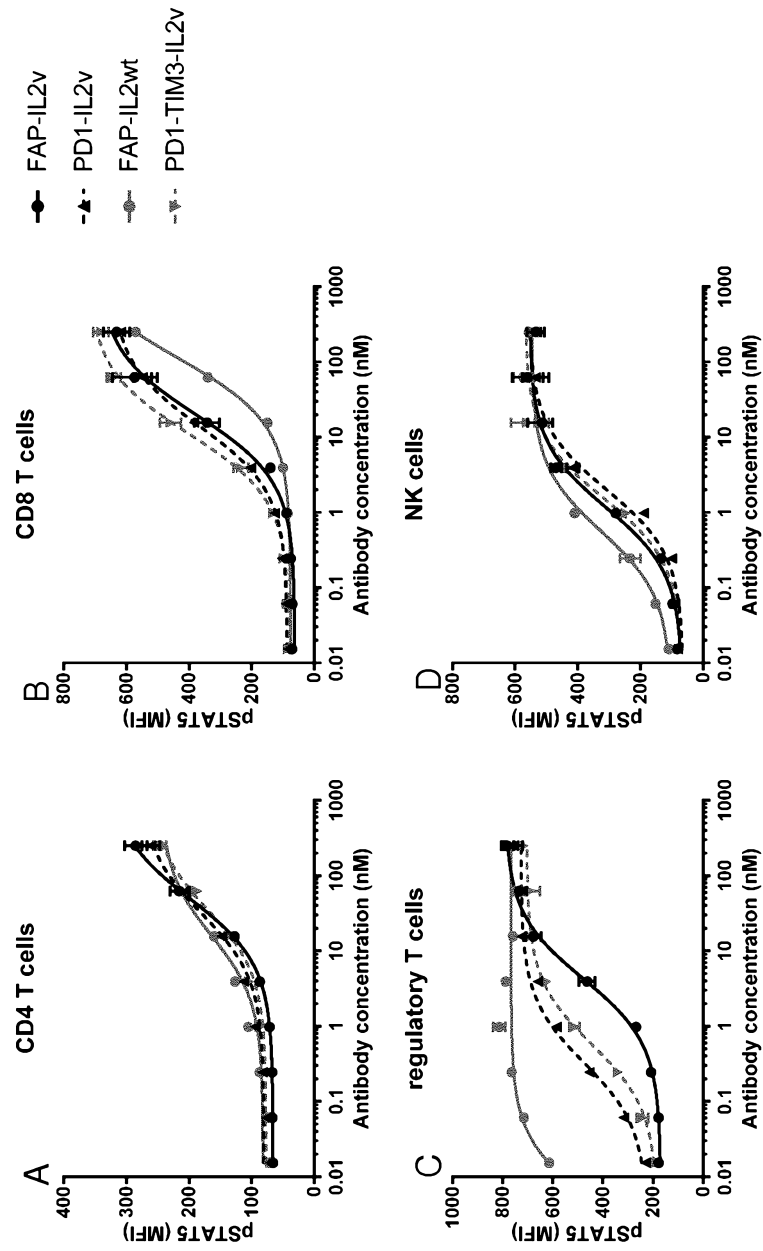 A
CD4 T cells
pSTAT5 (MFI)
400
300
200
100
0
0.01
0.1
1
10
100
1000
Antibody concentration (nM)
B
CD8 T cells
pSTAT5 (MFI)
800
600
400
200
0
0.01
0.1
1
10
100
1000
Antibody concentration (nM)
FAP-IL2v
PD1-IL2v
FAP-IL2wt
PD1-TIM3-IL2v
C
regulatory T cells
pSTAT5 (MFI)
1000
800
600
400
200
0
0.01
0.1
1
10
100
1000
Antibody concentration (nM)
D
NK cells
pSTAT5 (MFI)
800
600
400
200
0
0.01
0.1
1
10
100
1000
Antibody concentration (nM)